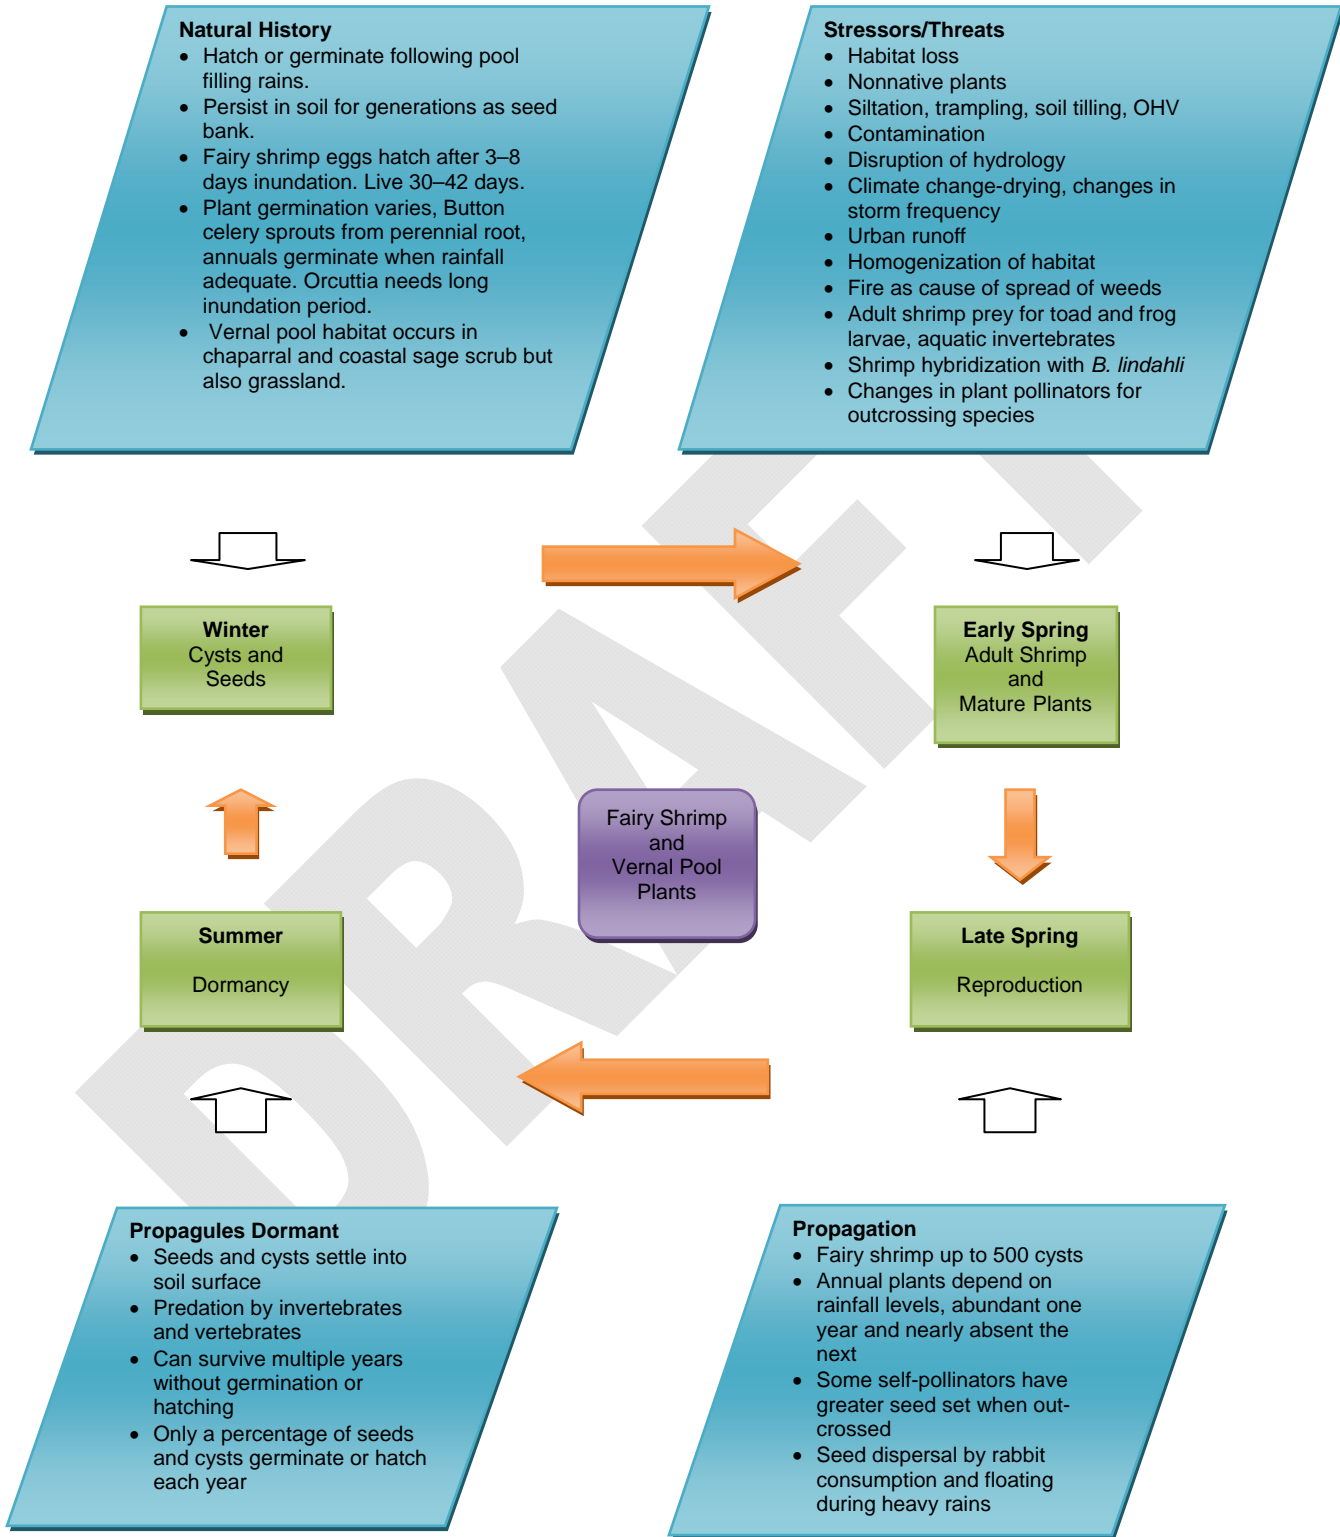 Natural History
• Hatch or germinate following pool
filling rains.
• Persist in soil for generations as seed
bank.
• Fairy shrimp eggs hatch after 3–8
days inundation. Live 30–42 days.
• Plant germination varies, Button
celery sprouts from perennial root,
annuals germinate when rainfall
adequate. Orcuttia needs long
inundation period.
• Vernal pool habitat occurs in
chaparral and coastal sage scrub but
also grassland.
Stressors/Threats
• Habitat loss
• Nonnative plants
• Siltation, trampling, soil tilling, OHV
• Contamination
• Disruption of hydrology
• Climate change-drying, changes in
storm frequency
• Urban runoff
• Homogenization of habitat
• Fire as cause of spread of weeds
• Adult shrimp prey for toad and frog
larvae, aquatic invertebrates
• Shrimp hybridization with B. lindahli
• Changes in plant pollinators for
outcrossing species
Winter
Cysts and
Seeds
Early Spring
Adult Shrimp
and
Mature Plants
Fairy Shrimp
and
Vernal Pool
Plants
Summer
Dormancy
Late Spring
Reproduction
Propagules Dormant
• Seeds and cysts settle into
soil surface
• Predation by invertebrates
and vertebrates
• Can survive multiple years
without germination or
hatching
• Only a percentage of seeds
and cysts germinate or hatch
each year
Propagation
• Fairy shrimp up to 500 cysts
• Annual plants depend on
rainfall levels, abundant one
year and nearly absent the
next
• Some self-pollinators have
greater seed set when out-
crossed
• Seed dispersal by rabbit
consumption and floating
during heavy rains
DRAFT